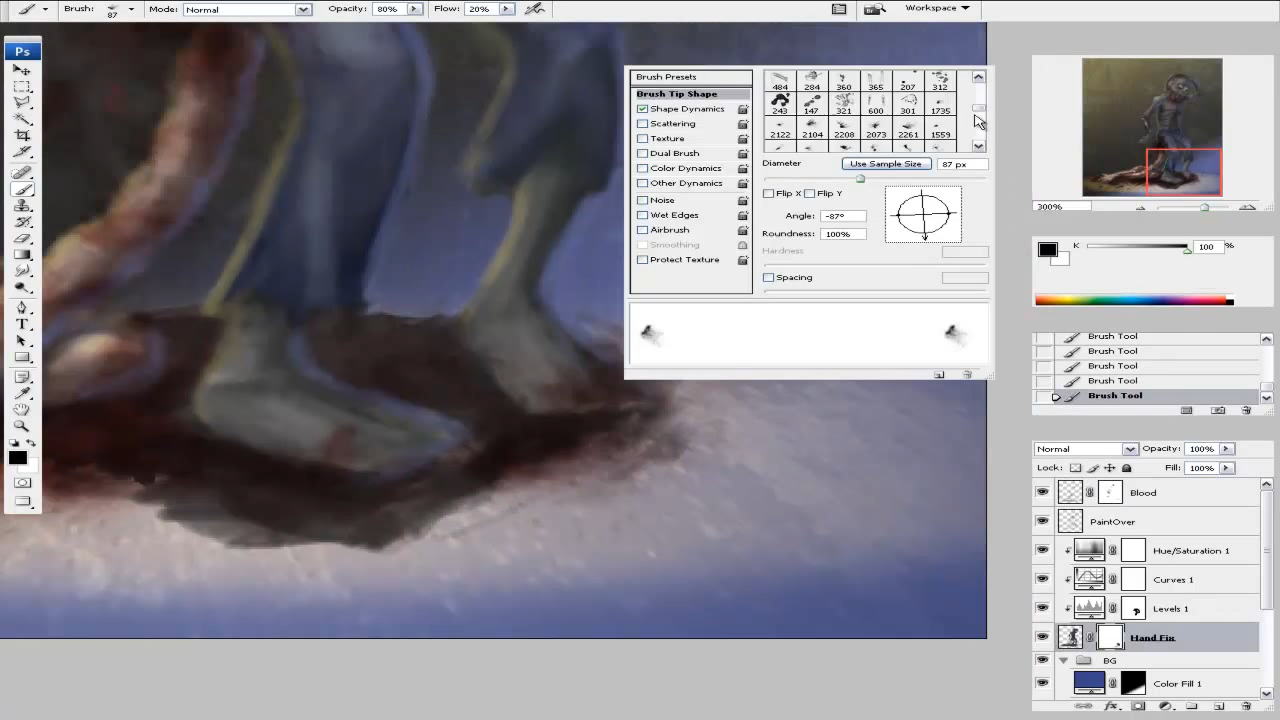 Brush: 87 Mode: Normal Opacity: 80% Flow: 20% Workspace
Ps
Brush Presets
Brush Tip Shape
Shape Dynamics
Scattering
Texture
Dual Brush
Color Dynamics
Other Dynamics
Noise
Wet Edges
Airbrush
Smoothing
Protect Texture
484 284 360 365 207 312
243 147 321 600 301 1735
2122 2104 2208 2073 2261 1559
Diameter Use Sample Size 87 px
Flip X Flip Y
Angle: -87°
Roundness: 100%
Hardness
Spacing
300%
K 100 %
Brush Tool
Brush Tool
Brush Tool
Brush Tool
Brush Tool
Normal Opacity: 100%
Lock: Fill: 100%
Blood
PaintOver
Hue/Saturation 1
Curves 1
Levels 1
Hand Fix
BG
Color Fill 1